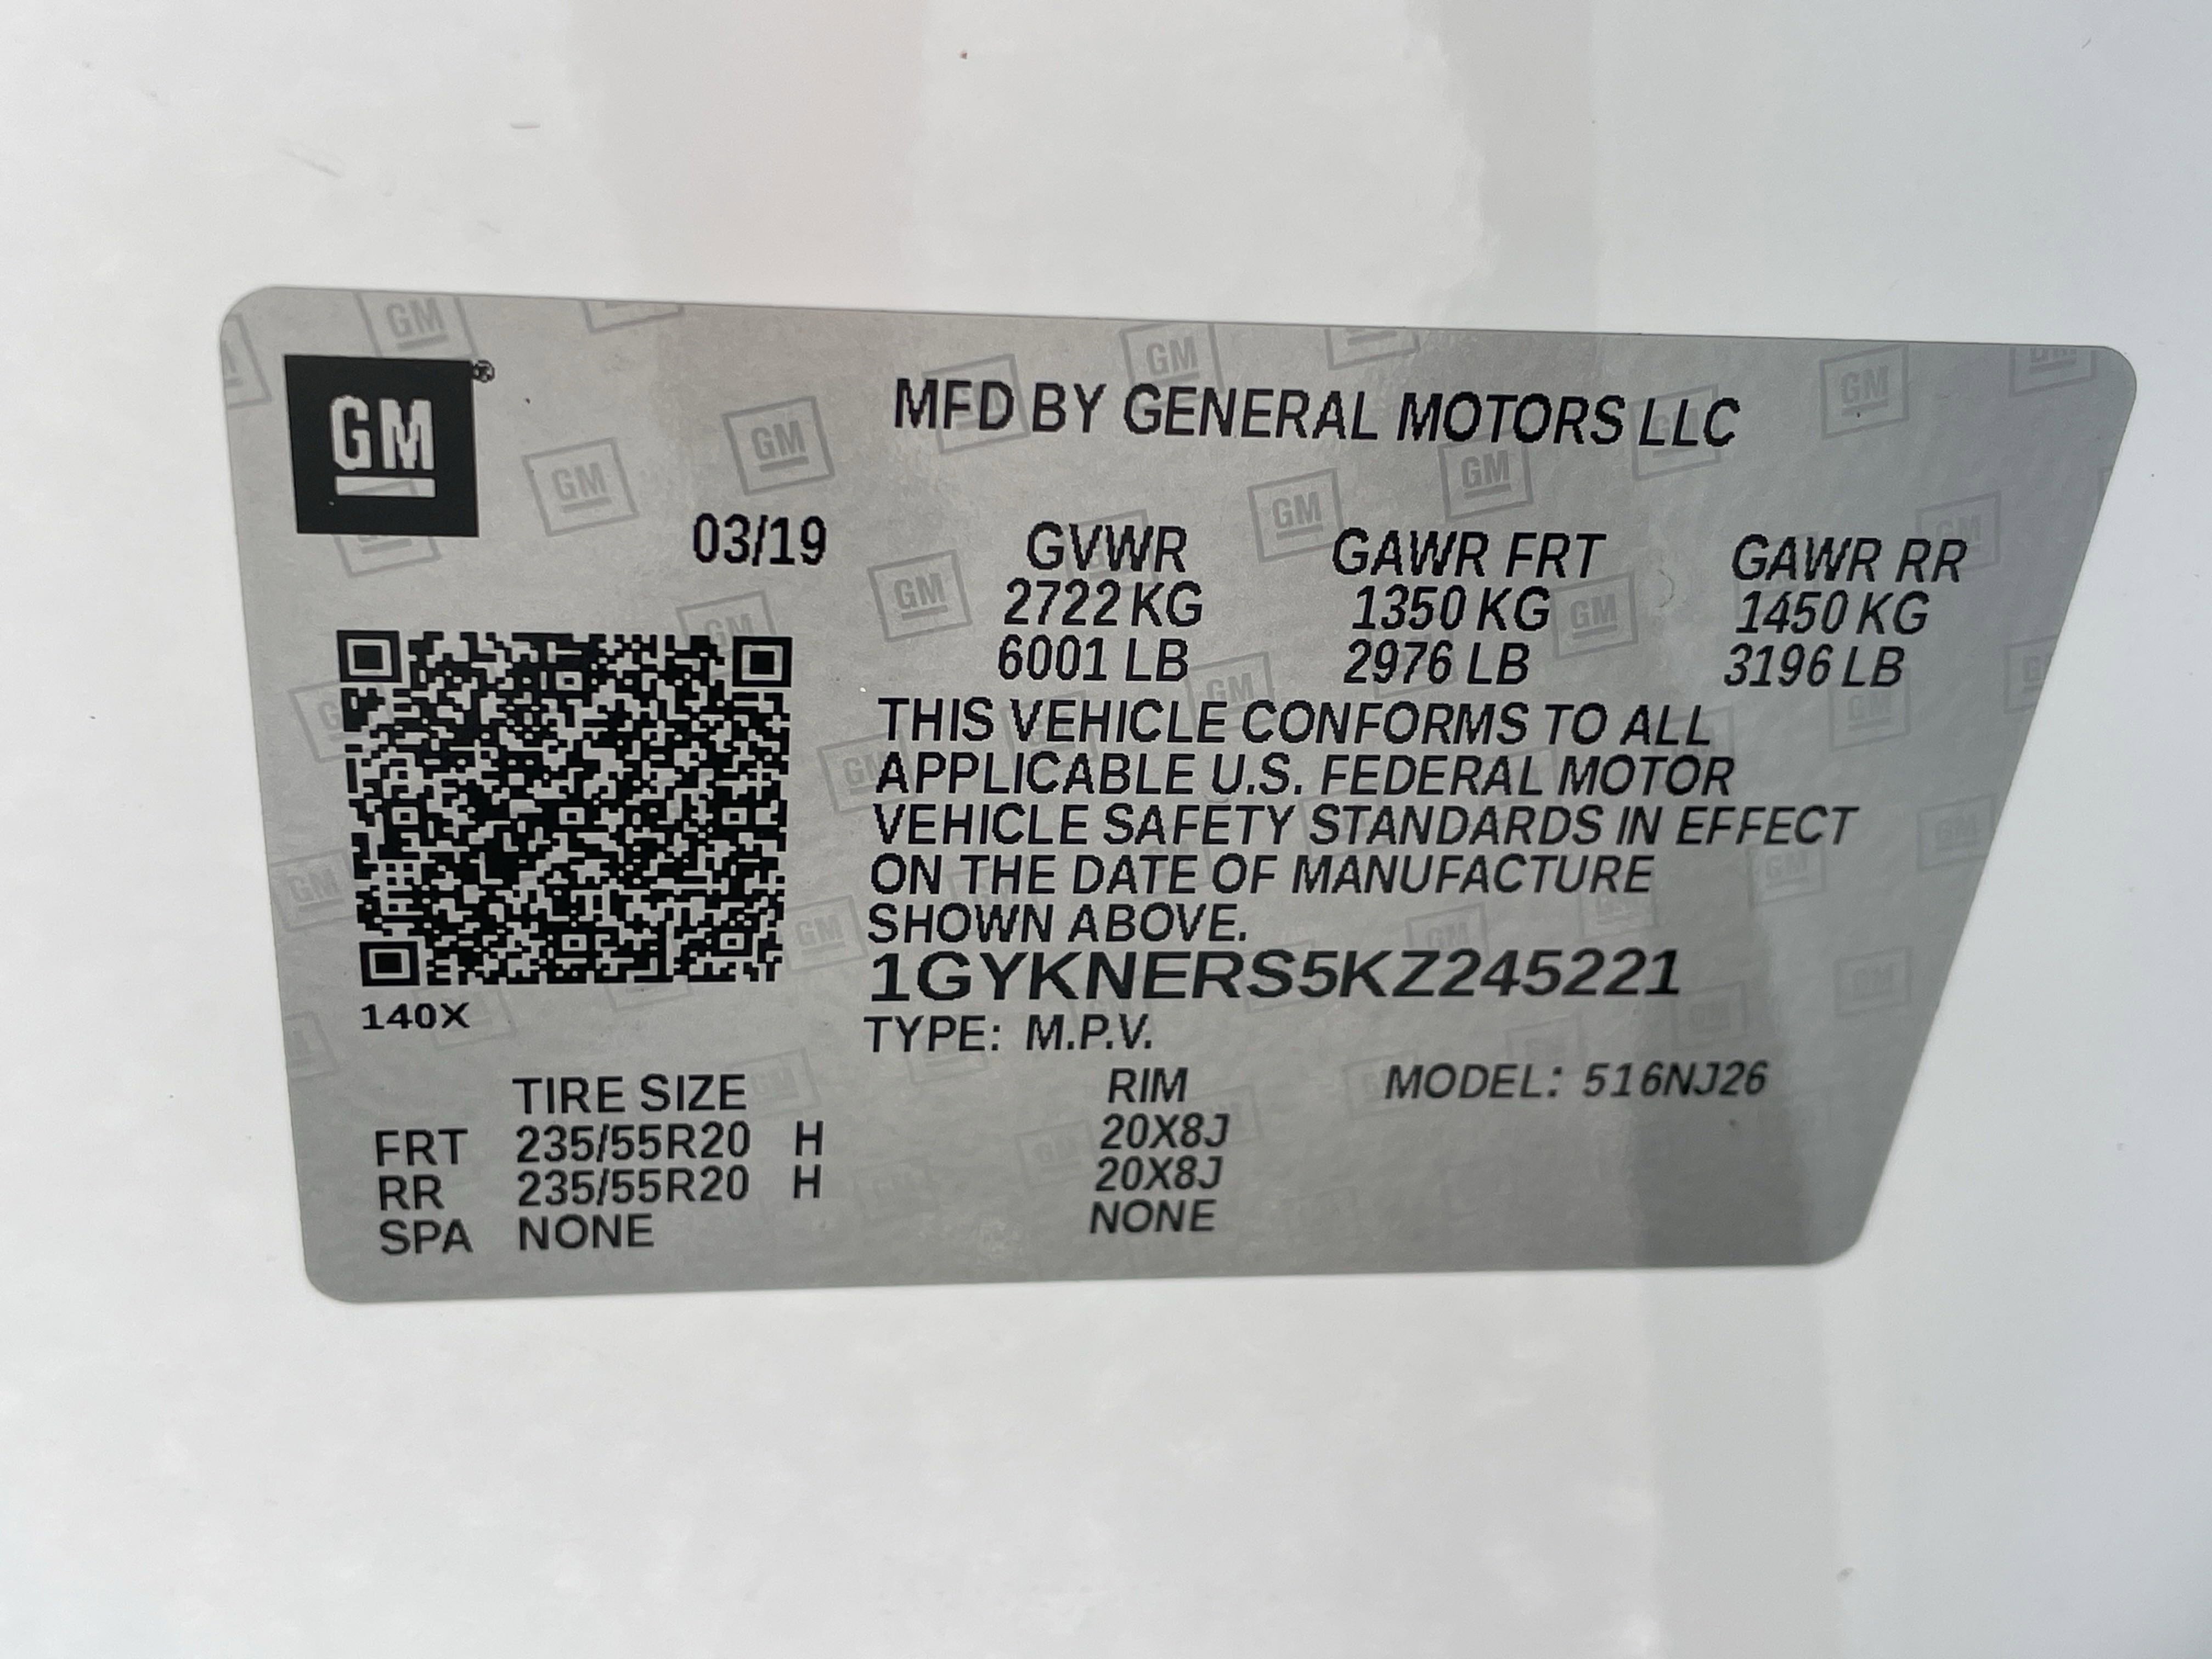 GM
MFD BY GENERAL MOTORS LLC
03/19
GVWR GAWR FRT GAWR RR
2722 KG 1350 KG 1450 KG
6001 LB 2976 LB 3196 LB
THIS VEHICLE CONFORMS TO ALL
APPLICABLE U.S. FEDERAL MOTOR
VEHICLE SAFETY STANDARDS IN EFFECT
ON THE DATE OF MANUFACTURE
SHOWN ABOVE.
1GYKNERS5KZ245221
140X
TYPE: M.P.V.
TIRE SIZE RIM MODEL: 516NJ26
FRT 235/55R20 H 20X8J
RR 235/55R20 H 20X8J
SPA NONE NONE